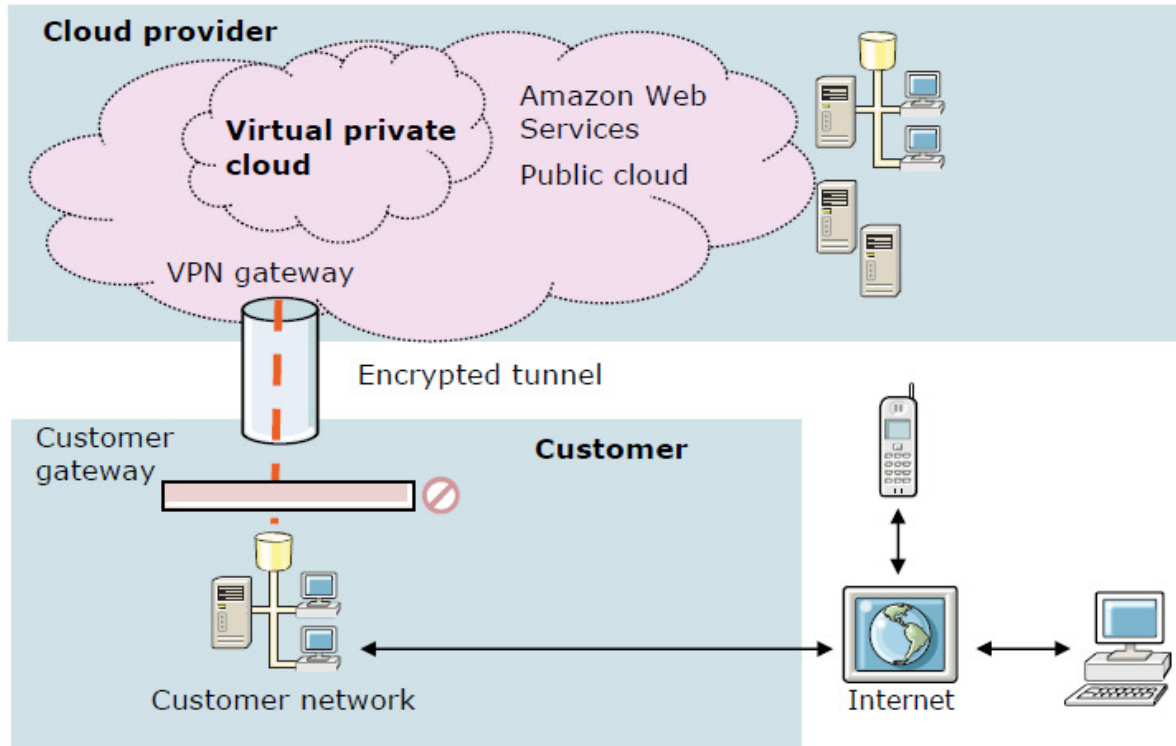 Cloud provider
Virtual private
cloud
Amazon Web
Services
Public cloud
VPN gateway
Encrypted tunnel
Customer
gateway
Customer
Customer network
Internet